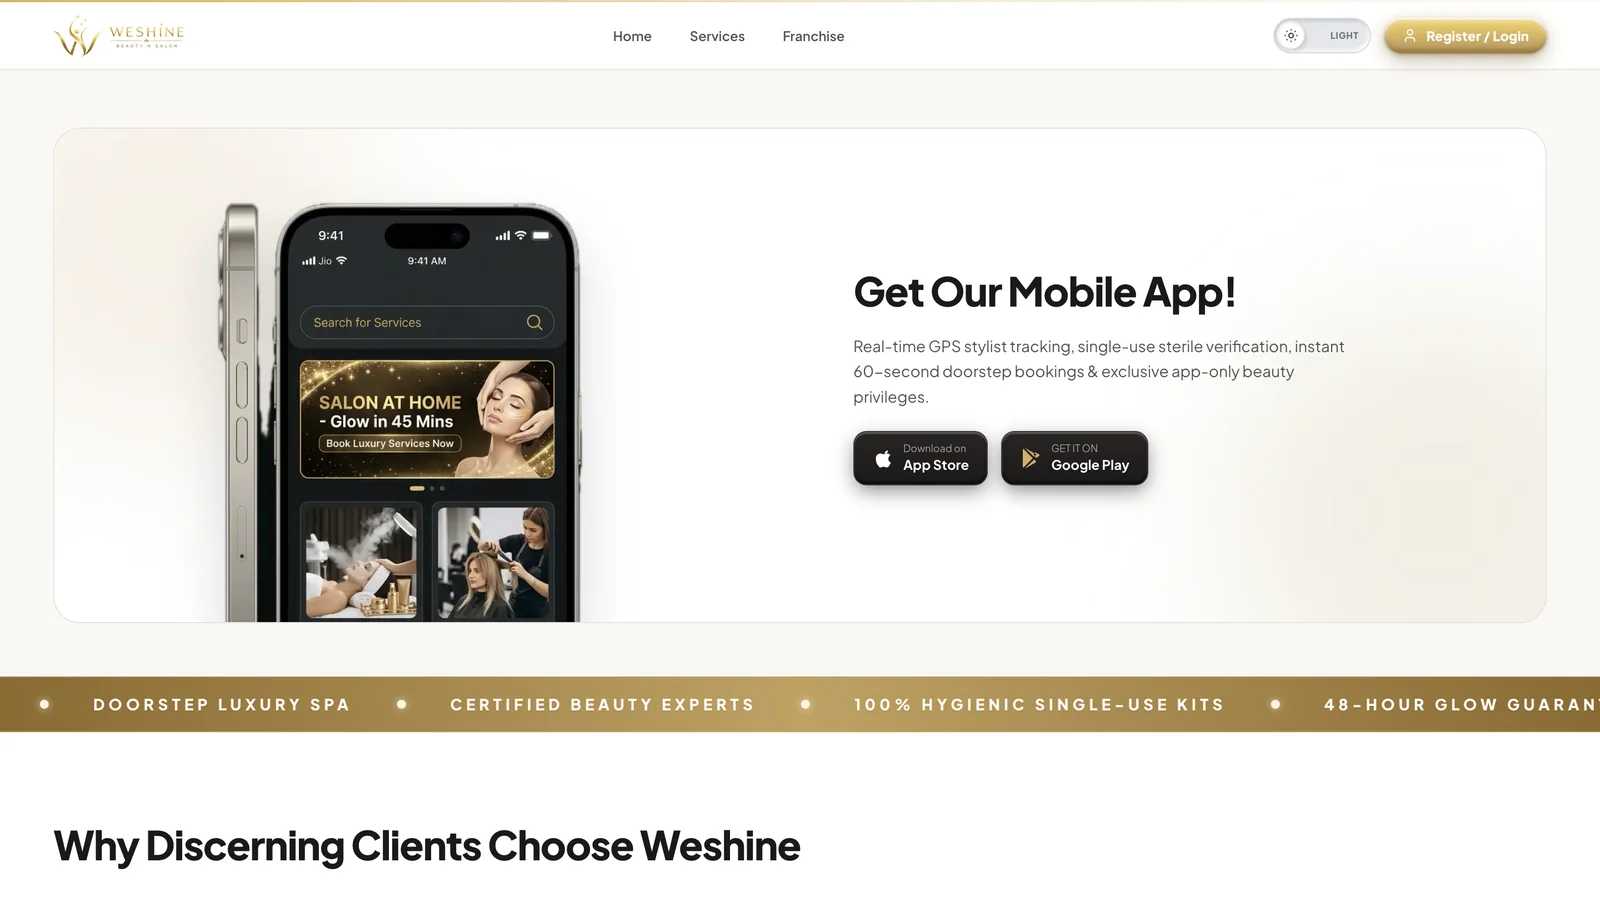 WESHINE
BEAUTY N SALON
Home
Services
Franchise
LIGHT
Register / Login
9:41
Jio
9:41 AM
Search for Services
SALON AT HOME
- Glow in 45 Mins
Book Luxury Services Now
Get Our Mobile App!
Real-time GPS stylist tracking, single-use sterile verification, instant
60-second doorstep bookings & exclusive app-only beauty
privileges.
Download on
App Store
GET IT ON
Google Play
DOORSTEP LUXURY SPA
CERTIFIED BEAUTY EXPERTS
100% HYGIENIC SINGLE-USE KITS
48-HOUR GLOW GUARAN
Why Discerning Clients Choose Weshine